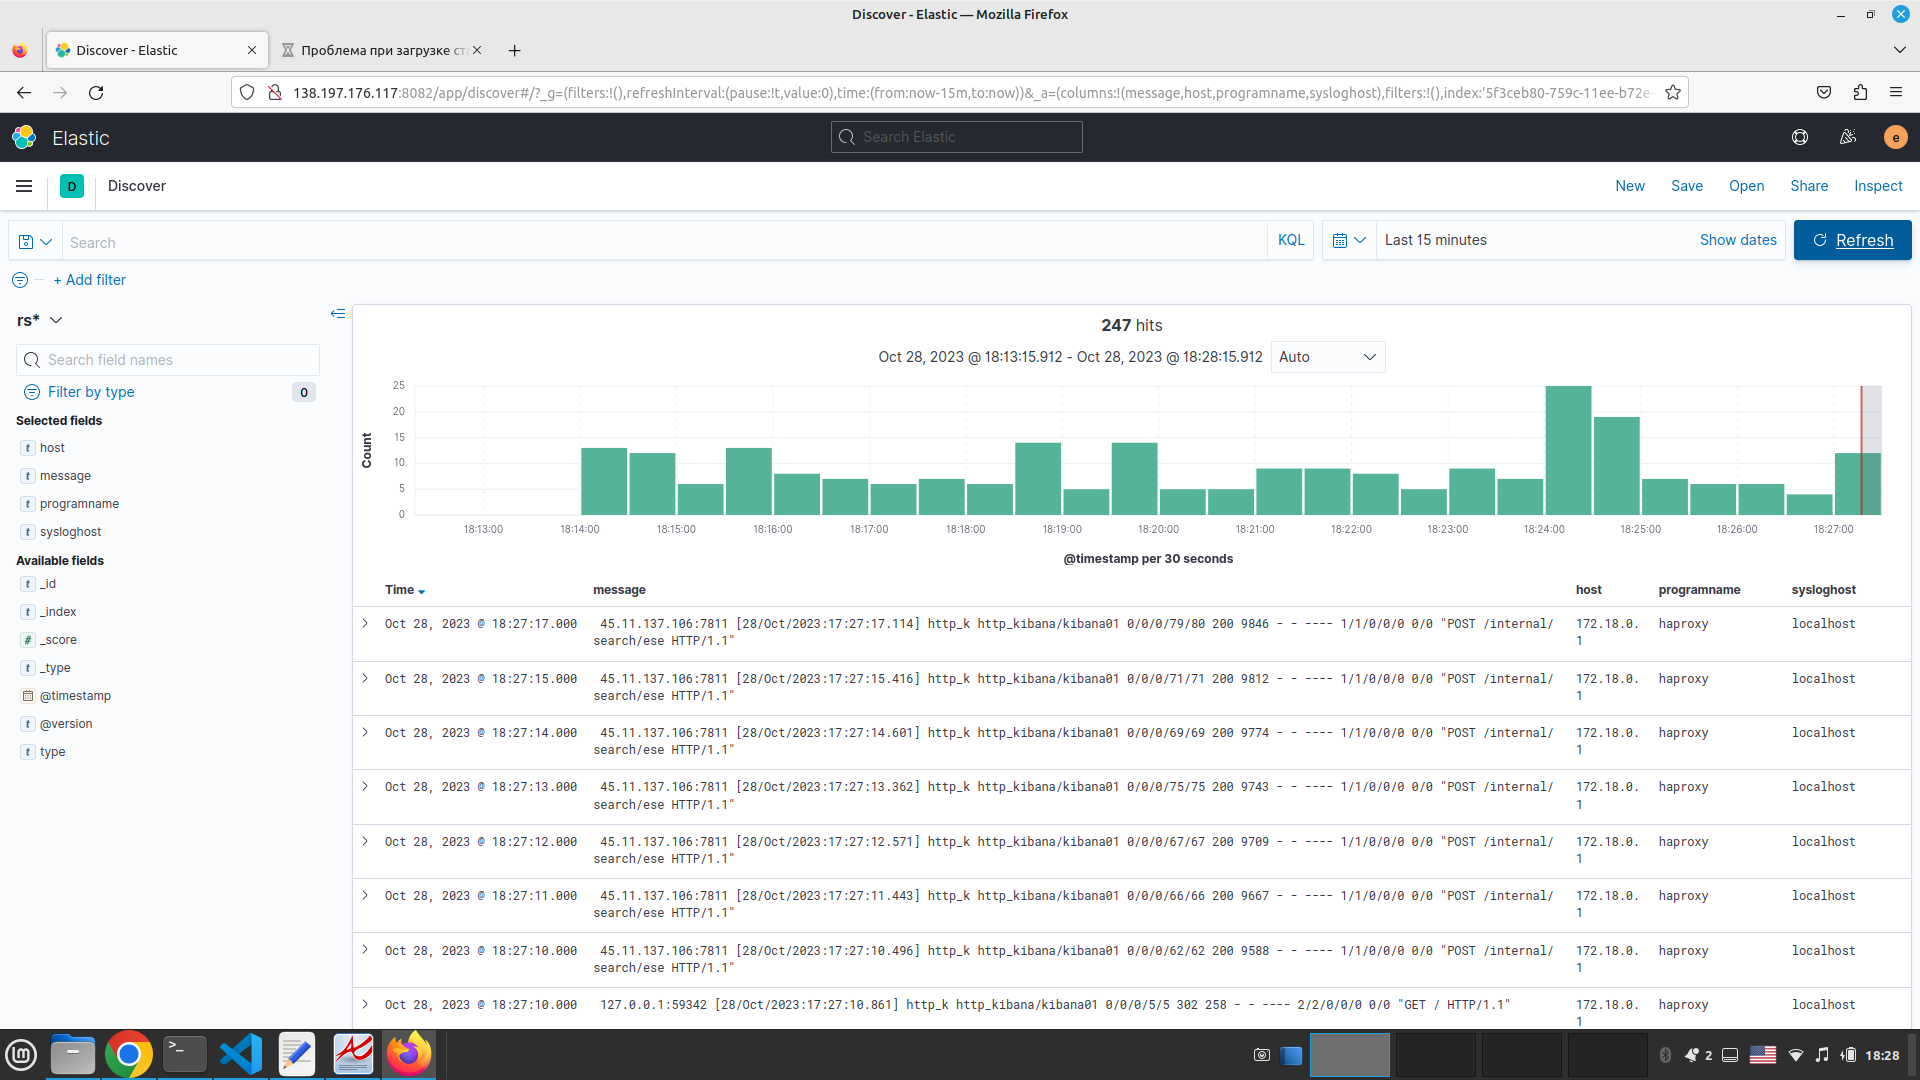 Discover - Elastic — Mozilla Firefox
Discover - Elastic
Проблема при загрузке ст
138.197.176.117:8082/app/discover#/?_g=(filters:!(),refreshInterval:(pause:!t,value:0),time:(from:now-15m,to:now))&_a=(columns:!(message,host,programname,sysloghost),filters:!(),index:'5f3ceb80-759c-11ee-b72e-
Elastic
Search Elastic
e
D
Discover
New
Save
Open
Share
Inspect
Search
KQL
Last 15 minutes
Show dates
Refresh
+ Add filter
rs*
Search field names
Filter by type
0
Selected fields
t host
t message
t programname
t sysloghost
Available fields
t _id
t _index
# _score
t _type
@timestamp
t @version
t type
247 hits
Oct 28, 2023 @ 18:13:15.912 - Oct 28, 2023 @ 18:28:15.912
Auto
Count
25
20
15
10
5
0
18:13:00 18:14:00 18:15:00 18:16:00 18:17:00 18:18:00 18:19:00 18:20:00 18:21:00 18:22:00 18:23:00 18:24:00 18:25:00 18:26:00 18:27:00
@timestamp per 30 seconds
Time message host programname sysloghost
Oct 28, 2023 @ 18:27:17.000 45.11.137.106:7811 [28/Oct/2023:17:27:17.114] http_k http_kibana/kibana01 0/0/0/79/80 200 9846 - - ---- 1/1/0/0/0 0/0 "POST /internal/ 172.18.0. haproxy localhost
search/ese HTTP/1.1" 1
Oct 28, 2023 @ 18:27:15.000 45.11.137.106:7811 [28/Oct/2023:17:27:15.416] http_k http_kibana/kibana01 0/0/0/71/71 200 9812 - - ---- 1/1/0/0/0 0/0 "POST /internal/ 172.18.0. haproxy localhost
search/ese HTTP/1.1" 1
Oct 28, 2023 @ 18:27:14.000 45.11.137.106:7811 [28/Oct/2023:17:27:14.601] http_k http_kibana/kibana01 0/0/0/69/69 200 9774 - - ---- 1/1/0/0/0 0/0 "POST /internal/ 172.18.0. haproxy localhost
search/ese HTTP/1.1" 1
Oct 28, 2023 @ 18:27:13.000 45.11.137.106:7811 [28/Oct/2023:17:27:13.362] http_k http_kibana/kibana01 0/0/0/75/75 200 9743 - - ---- 1/1/0/0/0 0/0 "POST /internal/ 172.18.0. haproxy localhost
search/ese HTTP/1.1" 1
Oct 28, 2023 @ 18:27:12.000 45.11.137.106:7811 [28/Oct/2023:17:27:12.571] http_k http_kibana/kibana01 0/0/0/67/67 200 9709 - - ---- 1/1/0/0/0 0/0 "POST /internal/ 172.18.0. haproxy localhost
search/ese HTTP/1.1" 1
Oct 28, 2023 @ 18:27:11.000 45.11.137.106:7811 [28/Oct/2023:17:27:11.443] http_k http_kibana/kibana01 0/0/0/66/66 200 9667 - - ---- 1/1/0/0/0 0/0 "POST /internal/ 172.18.0. haproxy localhost
search/ese HTTP/1.1" 1
Oct 28, 2023 @ 18:27:10.000 45.11.137.106:7811 [28/Oct/2023:17:27:10.496] http_k http_kibana/kibana01 0/0/0/62/62 200 9588 - - ---- 1/1/0/0/0 0/0 "POST /internal/ 172.18.0. haproxy localhost
search/ese HTTP/1.1" 1
Oct 28, 2023 @ 18:27:10.000 127.0.0.1:59342 [28/Oct/2023:17:27:10.861] http_k http_kibana/kibana01 0/0/0/5/5 302 258 - - ---- 2/2/0/0/0 0/0 "GET / HTTP/1.1" 172.18.0. haproxy localhost
1
2
18:28